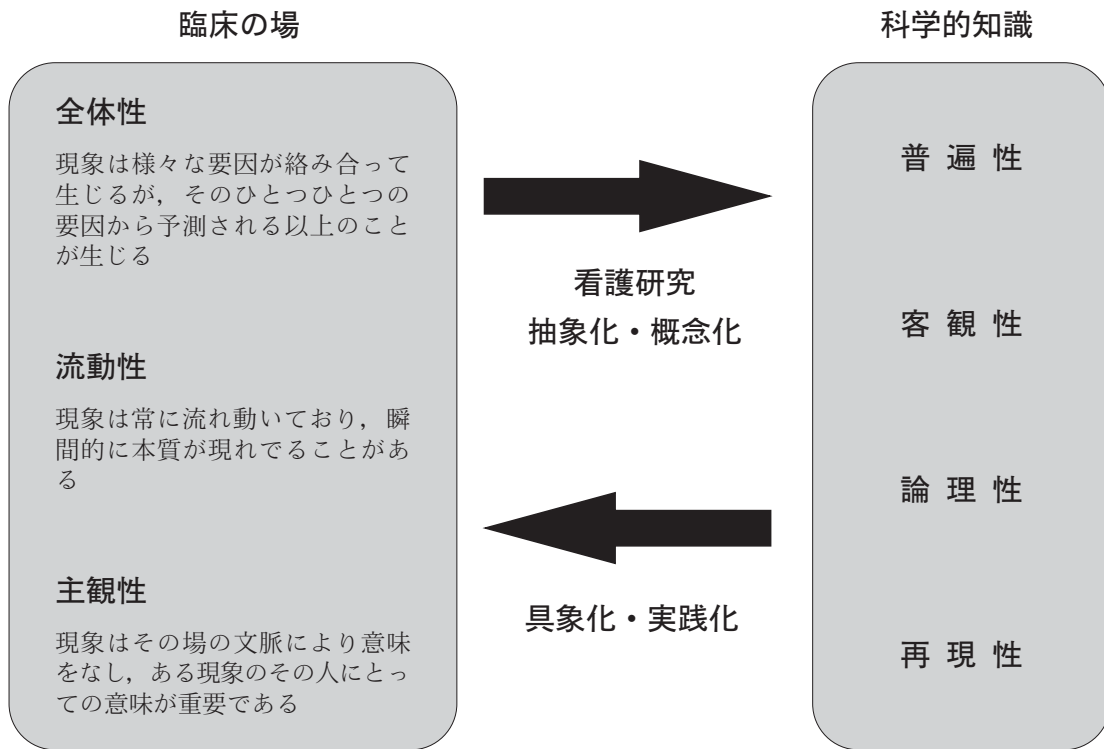 臨床の場
全体性
現象は様々な要因が絡み合って
生じるが，そのひとつひとつの
要因から予測される以上のこと
が生じる
流動性
現象は常に流れ動いており，瞬
間的に本質が現れでることがあ
る
主観性
現象はその場の文脈により意味
をなし，ある現象のその人にとっ
ての意味が重要である
看護研究
抽象化・概念化
具象化・実践化
科学的知識
普遍性
客観性
論理性
再現性